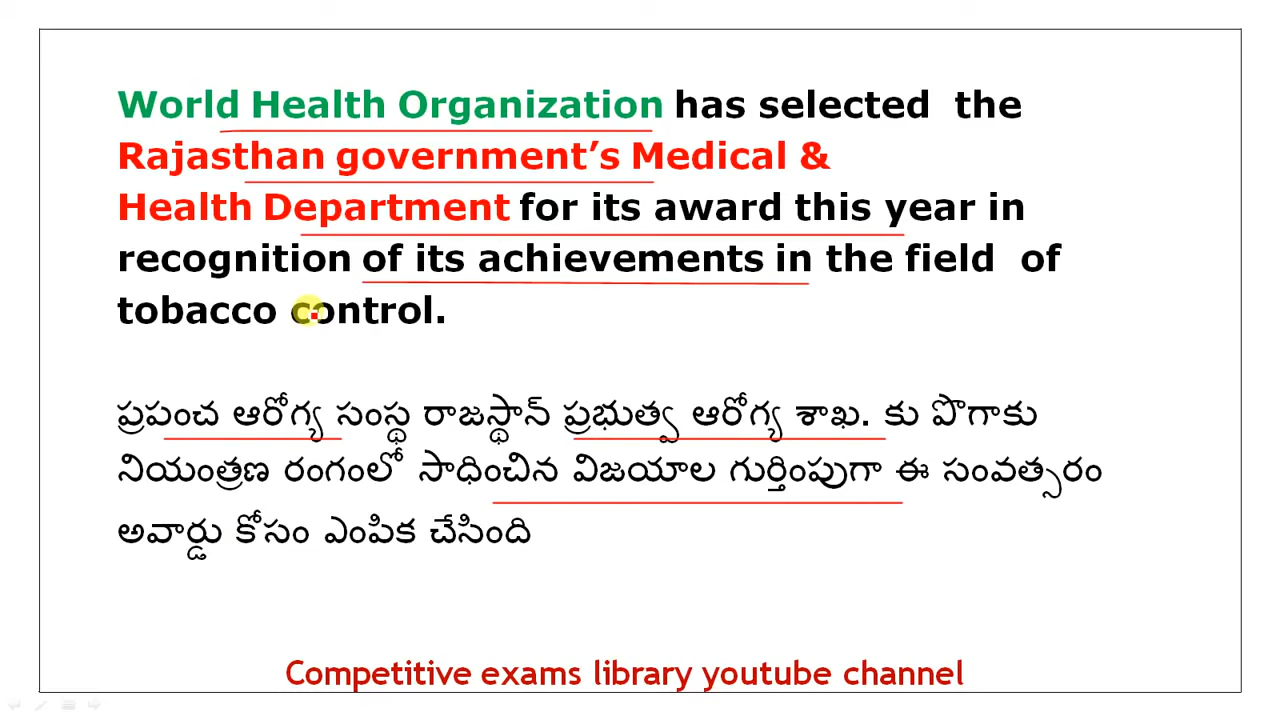 World Health Organization has selected the
Rajasthan government’s Medical &
Health Department for its award this year in
recognition of its achievements in the field of
tobacco control.
ప్రపంచ ఆరోగ్య సంస్థ రాజస్థాన్ ప్రభుత్వ ఆరోగ్య శాఖ. కు పొగాకు
నియంత్రణ రంగంలో సాధించిన విజయాల గుర్తింపుగా ఈ సంవత్సరం
అవార్డు కోసం ఎంపిక చేసింది
Competitive exams library youtube channel